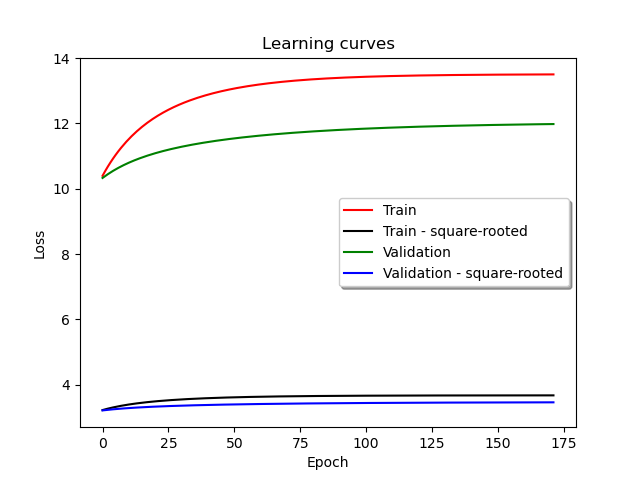 Learning curves
14
12
10
8
6
4
Loss
Train
Train - square-rooted
Validation
Validation - square-rooted
0 25 50 75 100 125 150 175
Epoch